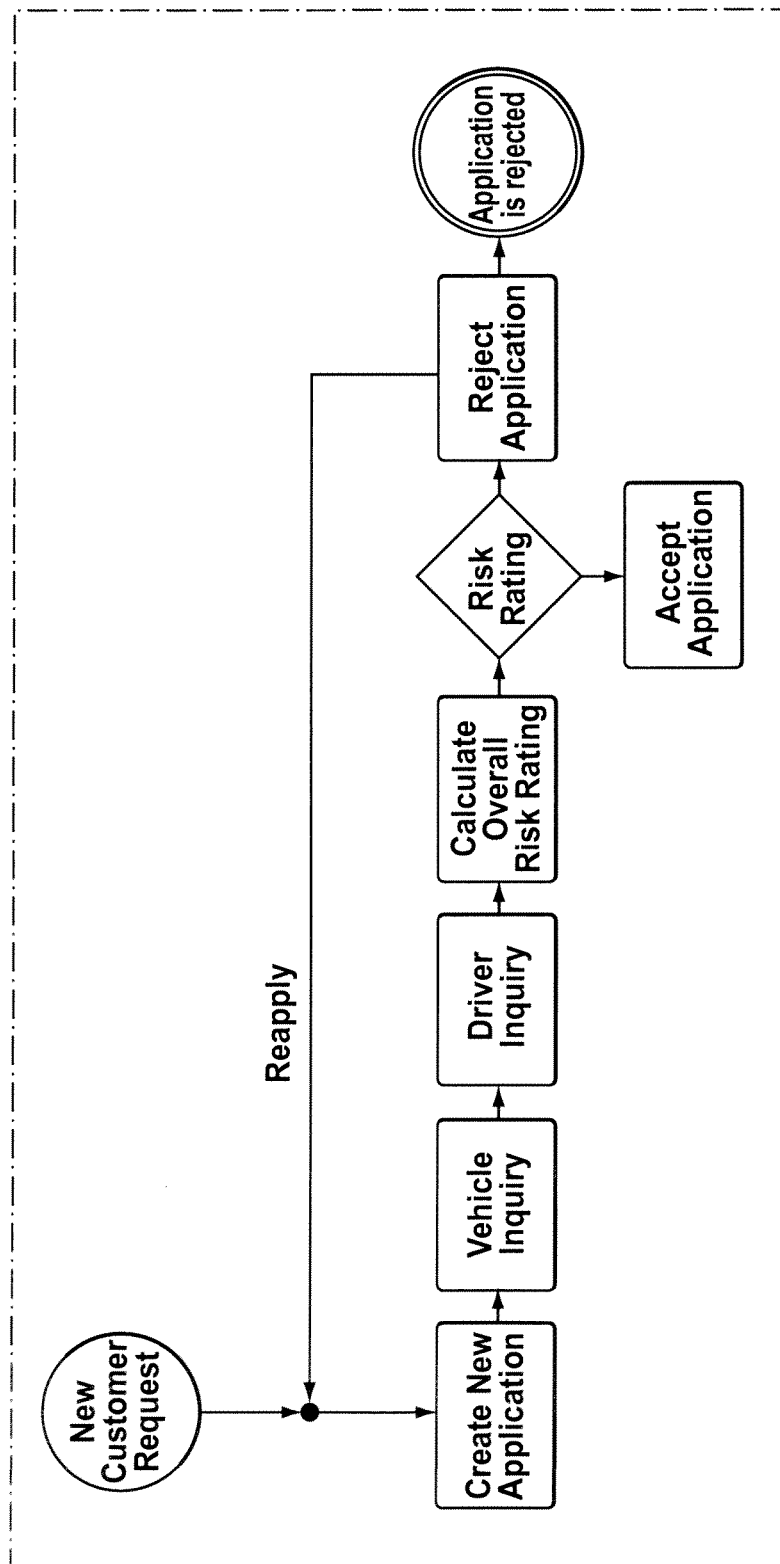 New
Customer
Request
Reapply
Create New
Application
Vehicle
Inquiry
Driver
Inquiry
Calculate
Overall
Risk Rating
Risk
Rating
Reject
Application
Application
is rejected
Accept
Application